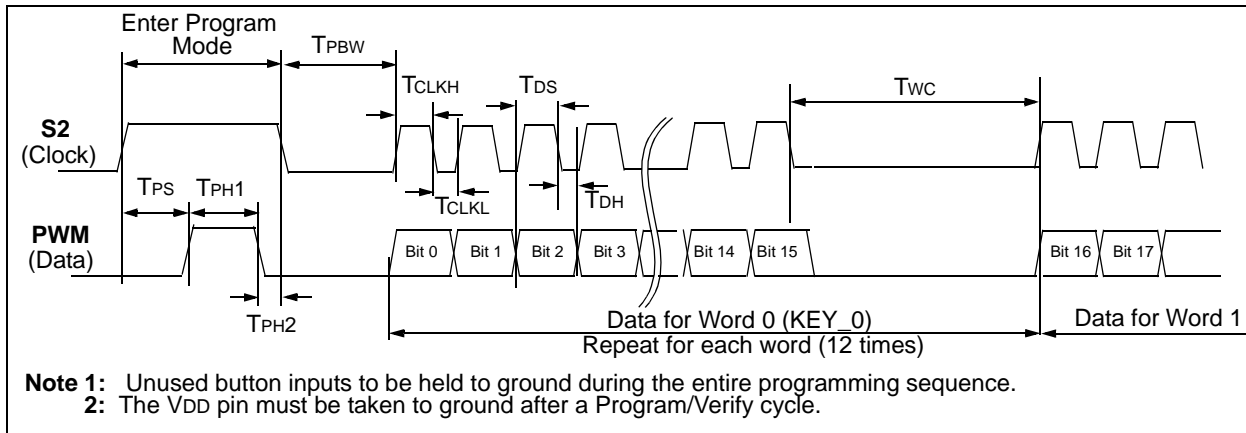 Enter Program
Mode
TPBW
TCLKH
TDS
TWC
S2
(Clock)
TPS
TPH1
TCLKL
TDH
PWM
(Data)
Bit 0
Bit 1
Bit 2
Bit 3
Bit 14
Bit 15
Bit 16
Bit 17
TPH2
Data for Word 0 (KEY_0)
Repeat for each word (12 times)
Data for Word 1
Note 1: Unused button inputs to be held to ground during the entire programming sequence.
2: The VDD pin must be taken to ground after a Program/Verify cycle.